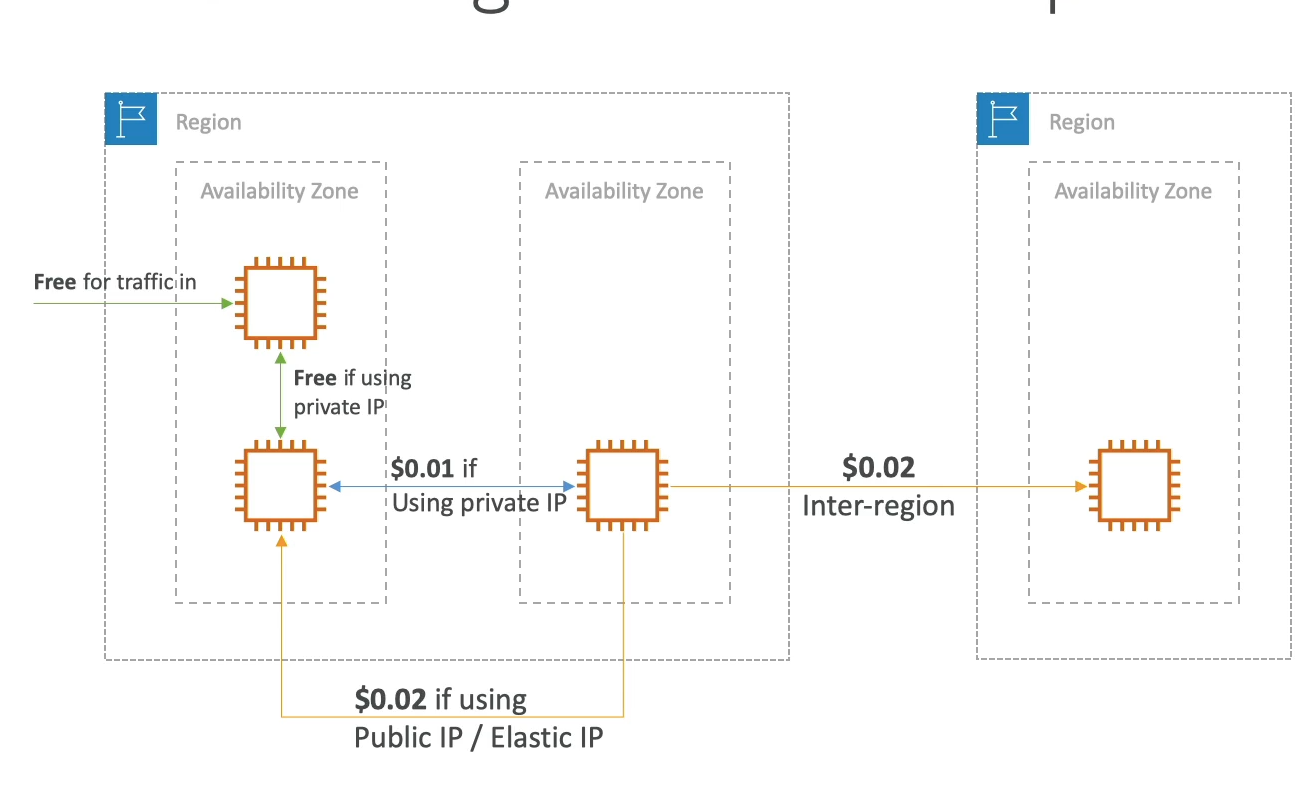 Region
Region
Availability Zone
Availability Zone
Availability Zone
Free for traffic in
Free if using
private IP
$0.01 if
Using private IP
$0.02
Inter-region
$0.02 if using
Public IP / Elastic IP